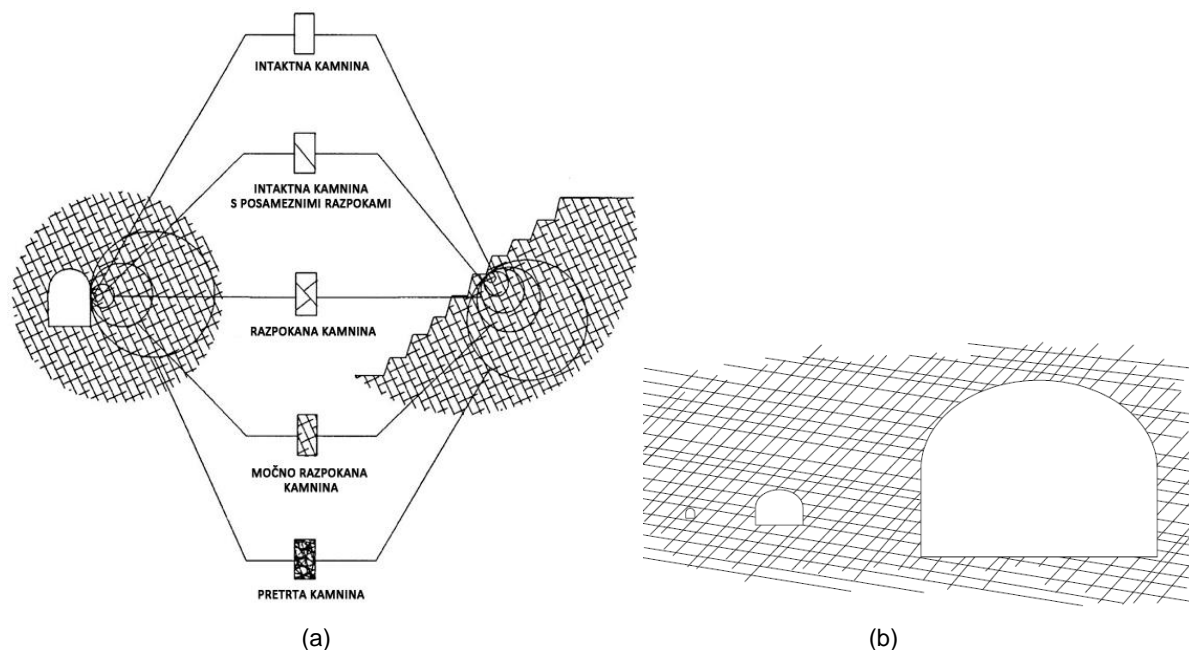 INTAKTNA KAMNINA
INTAKTNA KAMNINA
S POSAMEZNIMI RAZPOKAMI
RAZPOKANA KAMNINA
MOČNO RAZPOKANA
KAMNINA
PRETRTA KAMNINA
(a)
(b)